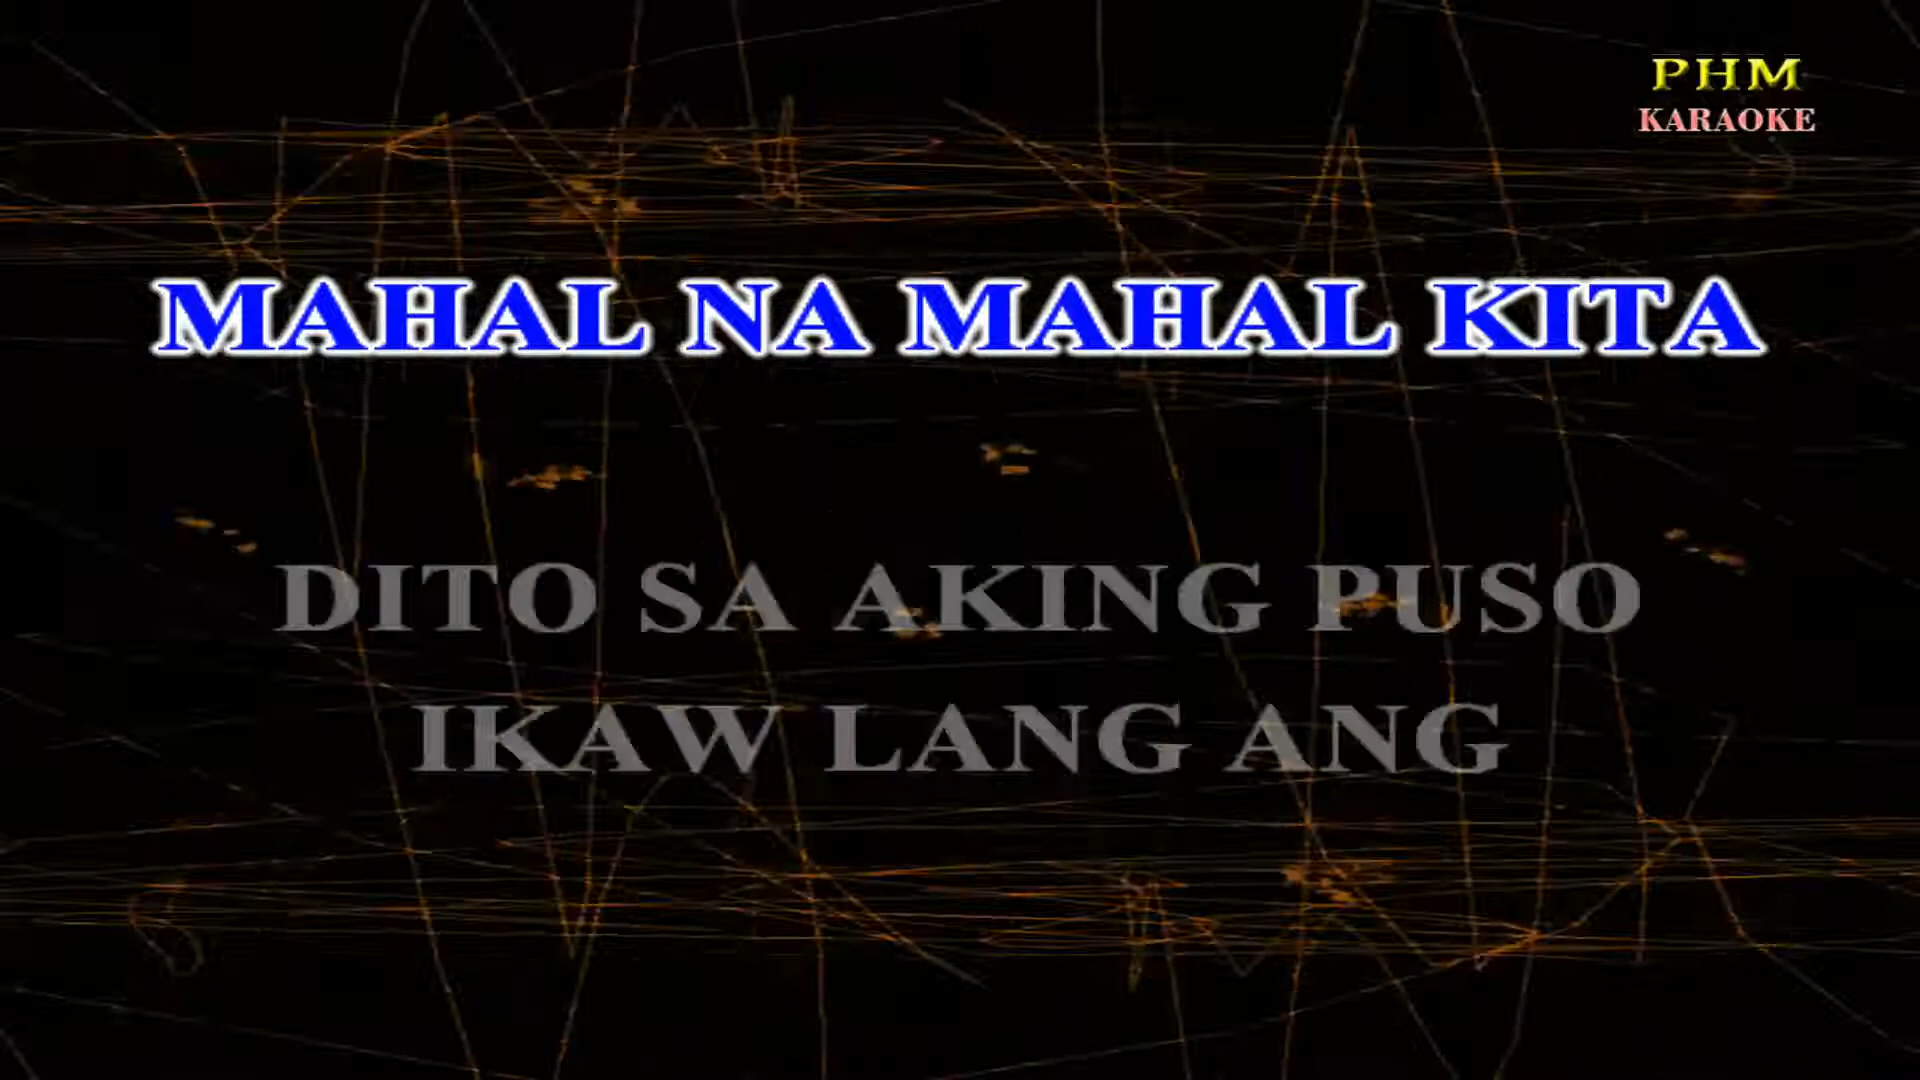 PHM
KARAOKE
MAHAL NA MAHAL KITA
DITO SA AKING PUSO
IKAW LANG ANG